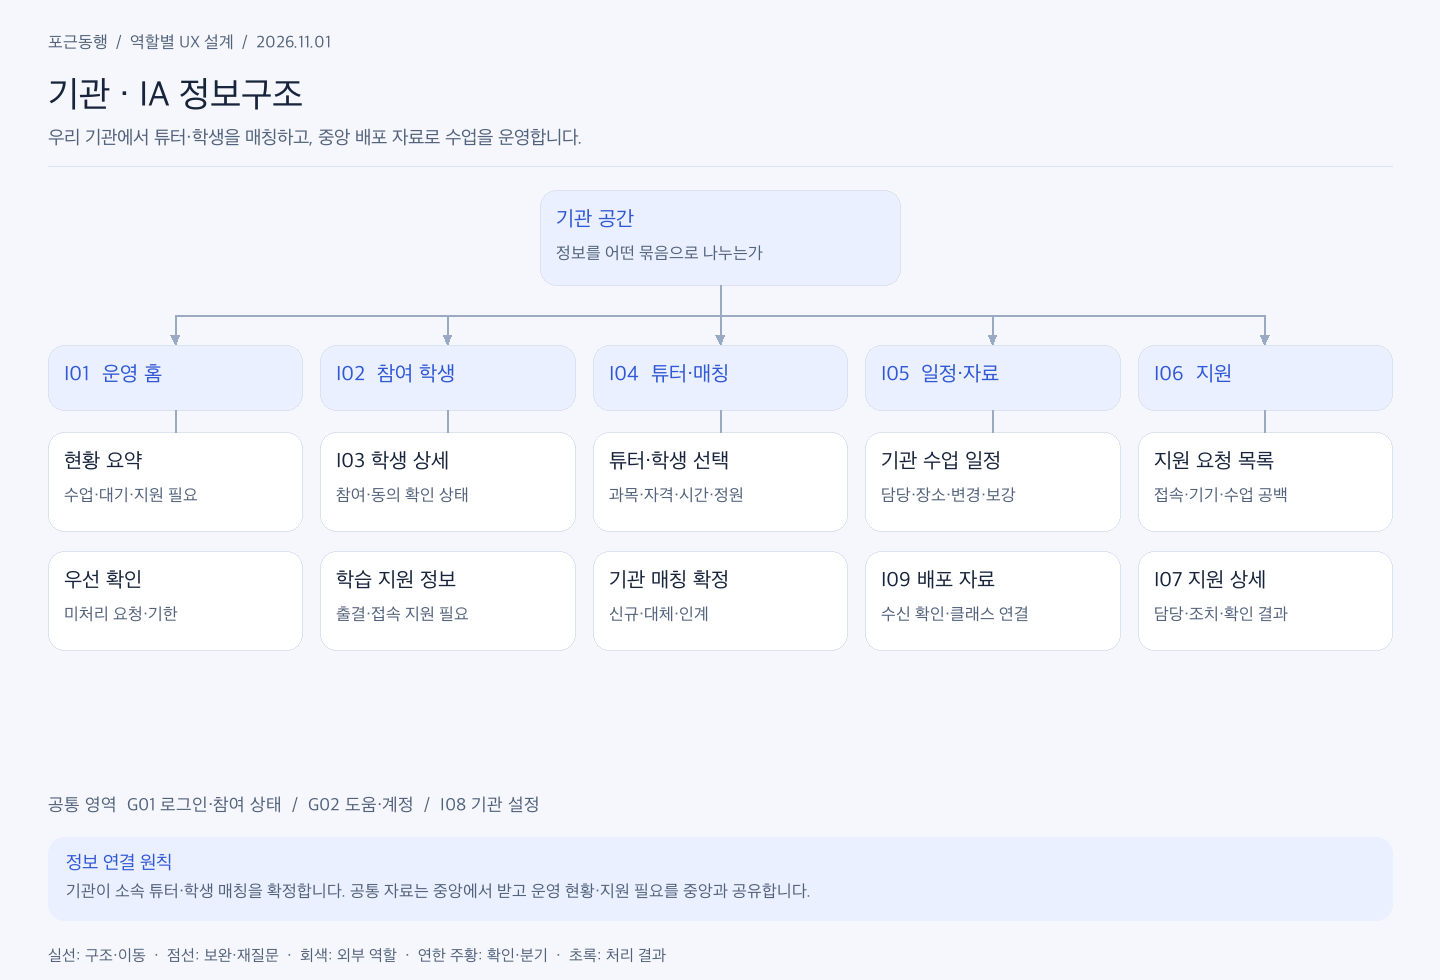 포근동행 / 역할별 UX 설계 / 2026.11.01
기관 · IA 정보구조
우리 기관에서 튜터·학생을 매칭하고, 중앙 배포 자료로 수업을 운영합니다.
기관 공간
정보를 어떤 묶음으로 나누는가
I01 운영 홈
I02 참여 학생
I04 튜터·매칭
I05 일정·자료
I06 지원
현황 요약
수업·대기·지원 필요
I03 학생 상세
참여·동의 확인 상태
튜터·학생 선택
과목·자격·시간·정원
기관 수업 일정
담당·장소·변경·보강
지원 요청 목록
접속·기기·수업 공백
우선 확인
미처리 요청·기한
학습 지원 정보
출결·접속 지원 필요
기관 매칭 확정
신규·대체·인계
I09 배포 자료
수신 확인·클래스 연결
I07 지원 상세
담당·조치·확인 결과
공통 영역 G01 로그인·참여 상태 / G02 도움·계정 / I08 기관 설정
정보 연결 원칙
기관이 소속 튜터·학생 매칭을 확정합니다. 공통 자료는 중앙에서 받고 운영 현황·지원 필요를 중앙과 공유합니다.
실선: 구조·이동 · 점선: 보완·재질문 · 회색: 외부 역할 · 연한 주황: 확인·분기 · 초록: 처리 결과